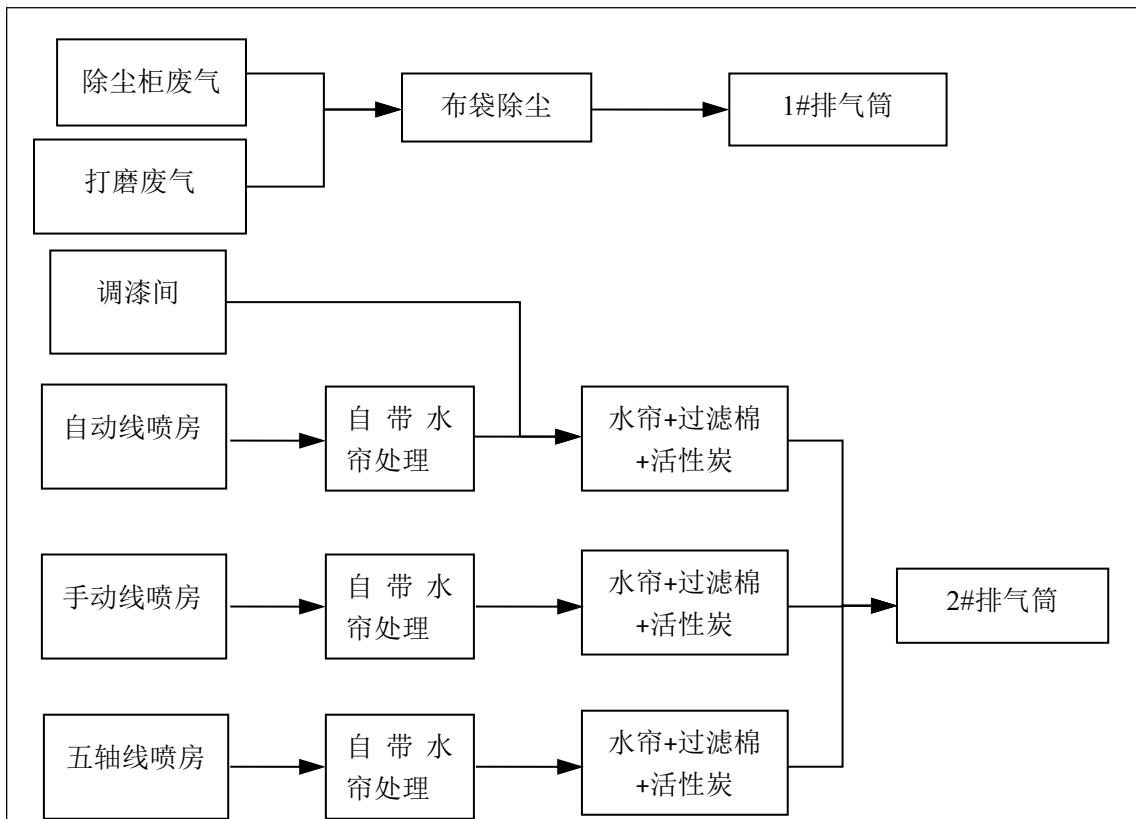 除尘柜废气
布袋除尘
1#排气筒
打磨废气
调漆间
自动线喷房
自带水
帘处理
水帘+过滤棉
+活性炭
手动线喷房
自带水
帘处理
水帘+过滤棉
+活性炭
2#排气筒
五轴线喷房
自带水
帘处理
水帘+过滤棉
+活性炭